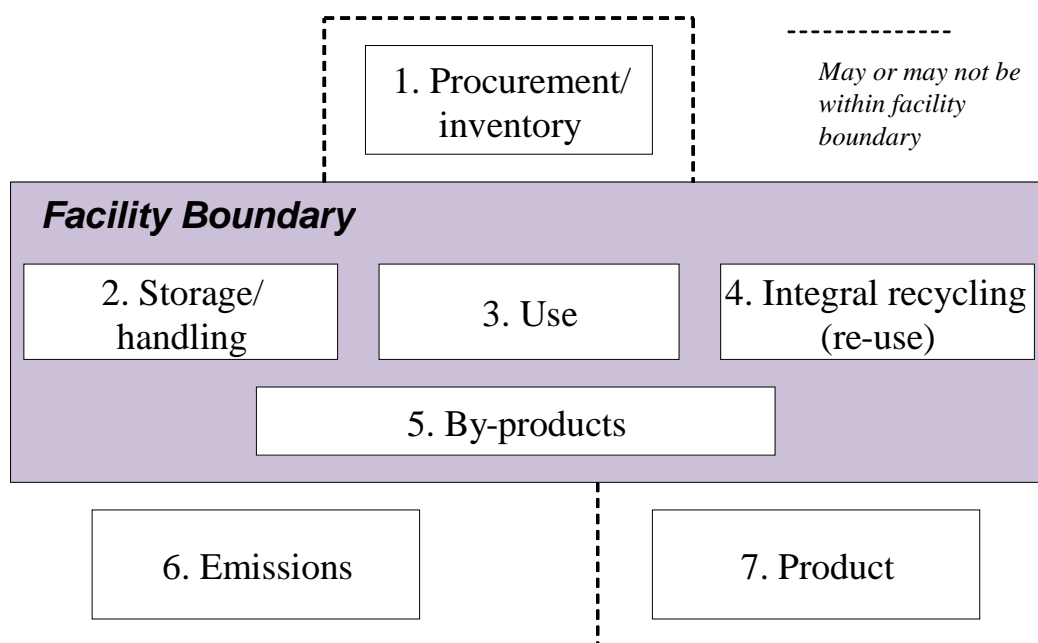 1. Procurement/
inventory
May or may not be
within facility
boundary
Facility Boundary
2. Storage/
handling
3. Use
4. Integral recycling
(re-use)
5. By-products
6. Emissions
7. Product